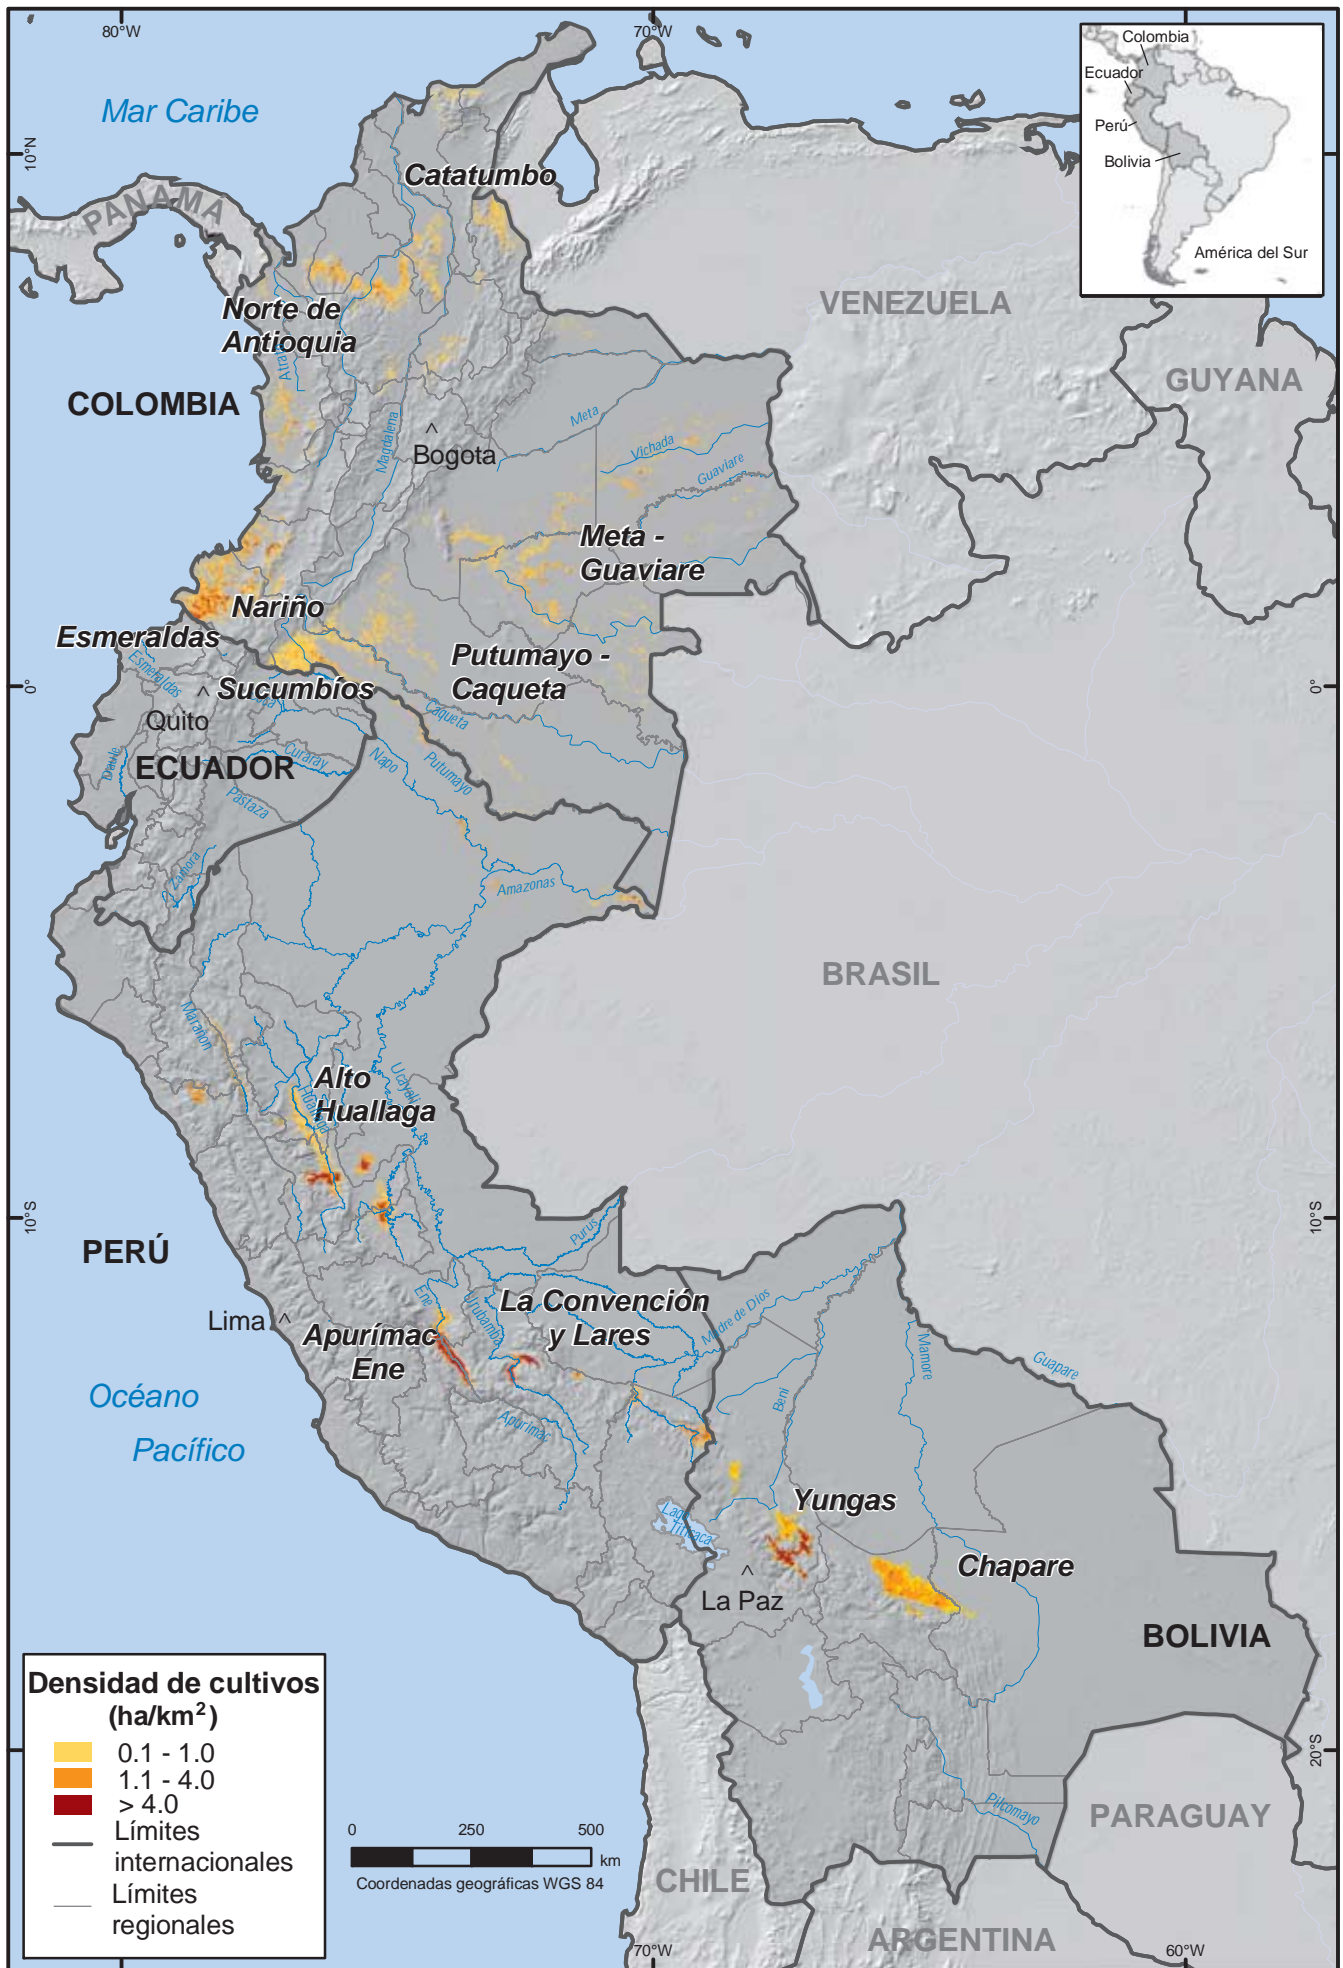 80°W
70°W
Colombia
Ecuador
Perú
Bolivia
América del Sur
Mar Caribe
10°N
PANAMÁ
Catatumbo
Norte de
Antioquia
VENEZUELA
GUYANA
COLOMBIA
Magdalena
Meta
Vichada
Guaviare
^
Bogota
Meta -
Guaviare
Nariño
Esmeraldas
Esmeraldas
Putumayo -
Caqueta
Sucumbíos
0°
0°
^
Quito
Caqueta
ECUADOR
Daule
Curaray
Napo
Putumayo
Pastaza
Zamora
Amazonas
BRASIL
Marañon
Alto
Huallaga
Huallaga
Ucayali
10°S
10°S
PERÚ
Purus
Ene
Urubamba
La Convención
y Lares
Madre de Dios
Lima ^
Apurímac
Ene
Mamore
Guapare
Beni
Océano
Pacífico
Apurimac
Yungas
Lago
Titicaca
Chapare
^
La Paz
BOLIVIA
Densidad de cultivos
(ha/km²)
0.1 - 1.0
1.1 - 4.0
> 4.0
Límites
internacionales
Límites
regionales
0 250 500
km
Coordenadas geográficas WGS 84
20°S
Pilcomayo
PARAGUAY
CHILE
ARGENTINA
70°W
60°W